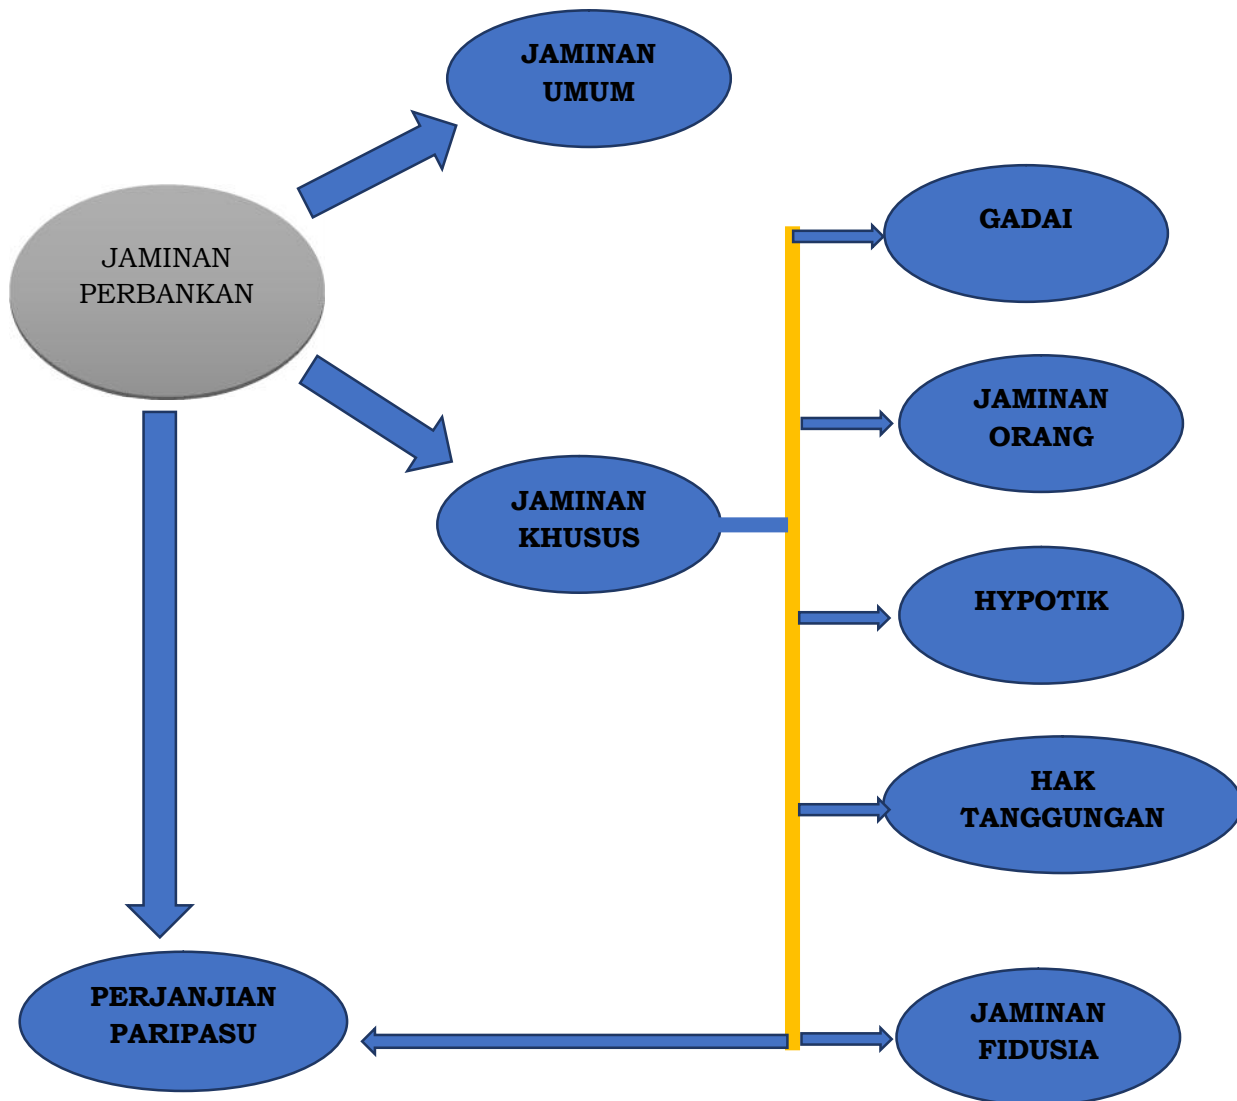 JAMINAN
UMUM
JAMINAN
PERBANKAN
GADAI
JAMINAN
ORANG
JAMINAN
KHUSUS
HYPOTIK
HAK
TANGGUNGAN
PERJANJIAN
PARIPASU
JAMINAN
FIDUSIA